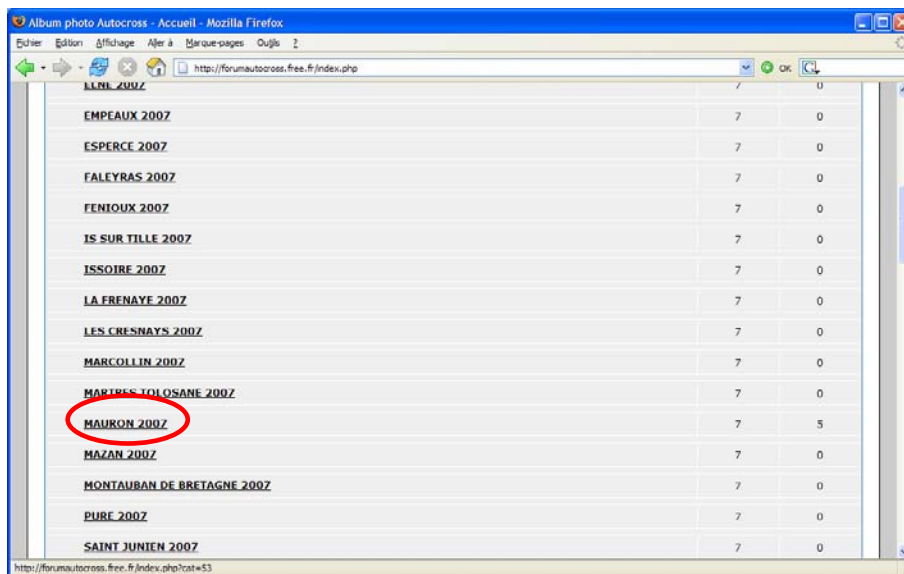 Album photo Autocross - Accueil - Mozilla Firefox
Fichier Edition Affichage Aller à Marque-pages Outils ?
http://forumautocross.free.fr/index.php OK
ELNE 2007 7 0
EMPEAUX 2007 7 0
ESPERCE 2007 7 0
FALEYRAS 2007 7 0
FENIOUX 2007 7 0
IS SUR TILLE 2007 7 0
ISSOIRE 2007 7 0
LA FRENAYE 2007 7 0
LES CRESNAYS 2007 7 0
MARCOLLIN 2007 7 0
MARTRES TOLOSANE 2007 7 0
MAURON 2007 7 5
MAZAN 2007 7 0
MONTAUBAN DE BRETAGNE 2007 7 0
PURE 2007 7 0
SAINT JUNIEN 2007 7 0
http://forumautocross.free.fr/index.php?cat=53